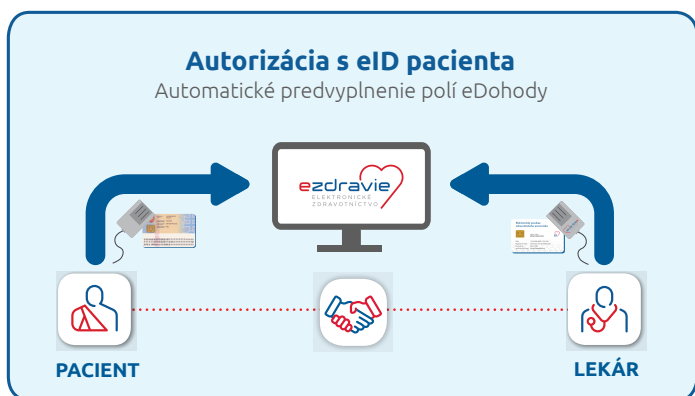 Autorizácia s eID pacienta
Automatické predvyplnenie polí eDohody
ezdravie
ELEKTRONICKÉ
ZDRAVOTNÍCTVO
PACIENT
LEKÁR